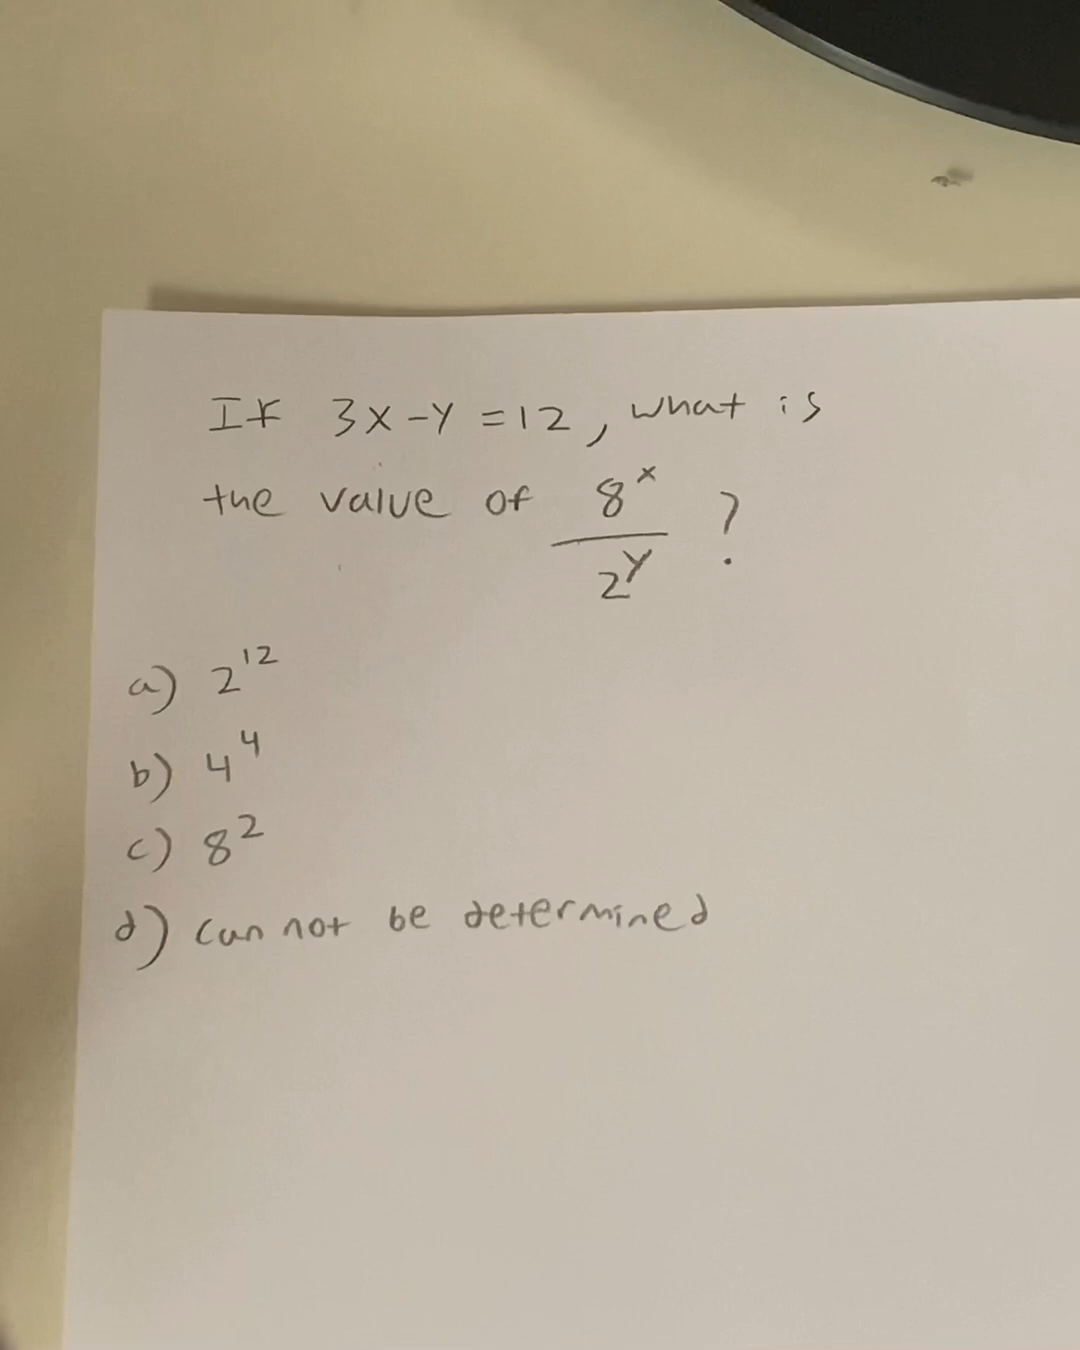 If 3x-y=12, what is
the value of 8^x / 2^y ?
a) 2^12
b) 4^4
c) 8^2
d) can not be determined